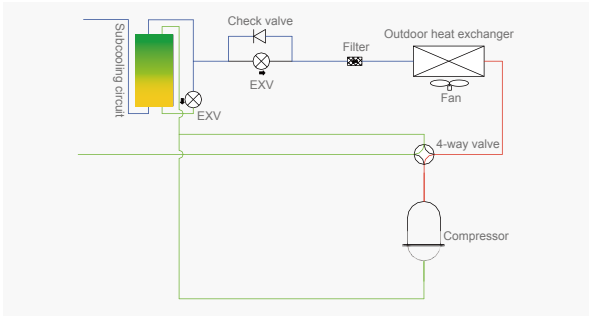 Check valve
Outdoor heat exchanger
Filter
Subcooling circuit
EXV
Fan
EXV
4-way valve
Compressor